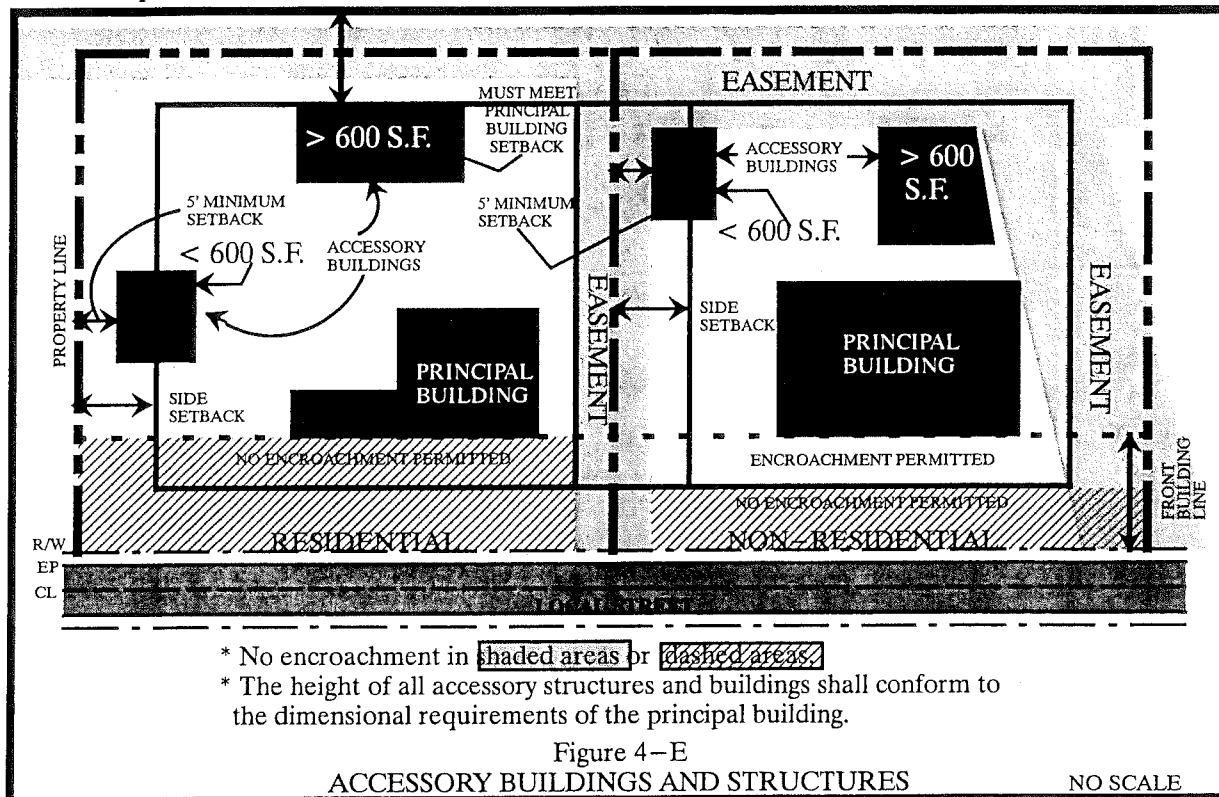 EASEMENT
MUST MEET
PRINCIPAL
BUILDING
SETBACK
> 600 S.F.
ACCESSORY
BUILDINGS
> 600
S.F.
5' MINIMUM
SETBACK
5' MINIMUM
SETBACK
< 600 S.F.
< 600 S.F.
ACCESSORY
BUILDINGS
PROPERTY LINE
EASEMENT
EASEMENT
SIDE
SETBACK
PRINCIPAL
BUILDING
PRINCIPAL
BUILDING
SIDE
SETBACK
NO ENCROACHMENT PERMITTED
ENCROACHMENT PERMITTED
NO ENCROACHMENT PERMITTED
FRONT
BUILDING
LINE
RESIDENTIAL
NON-RESIDENTIAL
R/W
EP
CL
LOCAL STREET
* No encroachment in shaded areas or dashed areas.
* The height of all accessory structures and buildings shall conform to
the dimensional requirements of the principal building.
Figure 4-E
ACCESSORY BUILDINGS AND STRUCTURES
NO SCALE